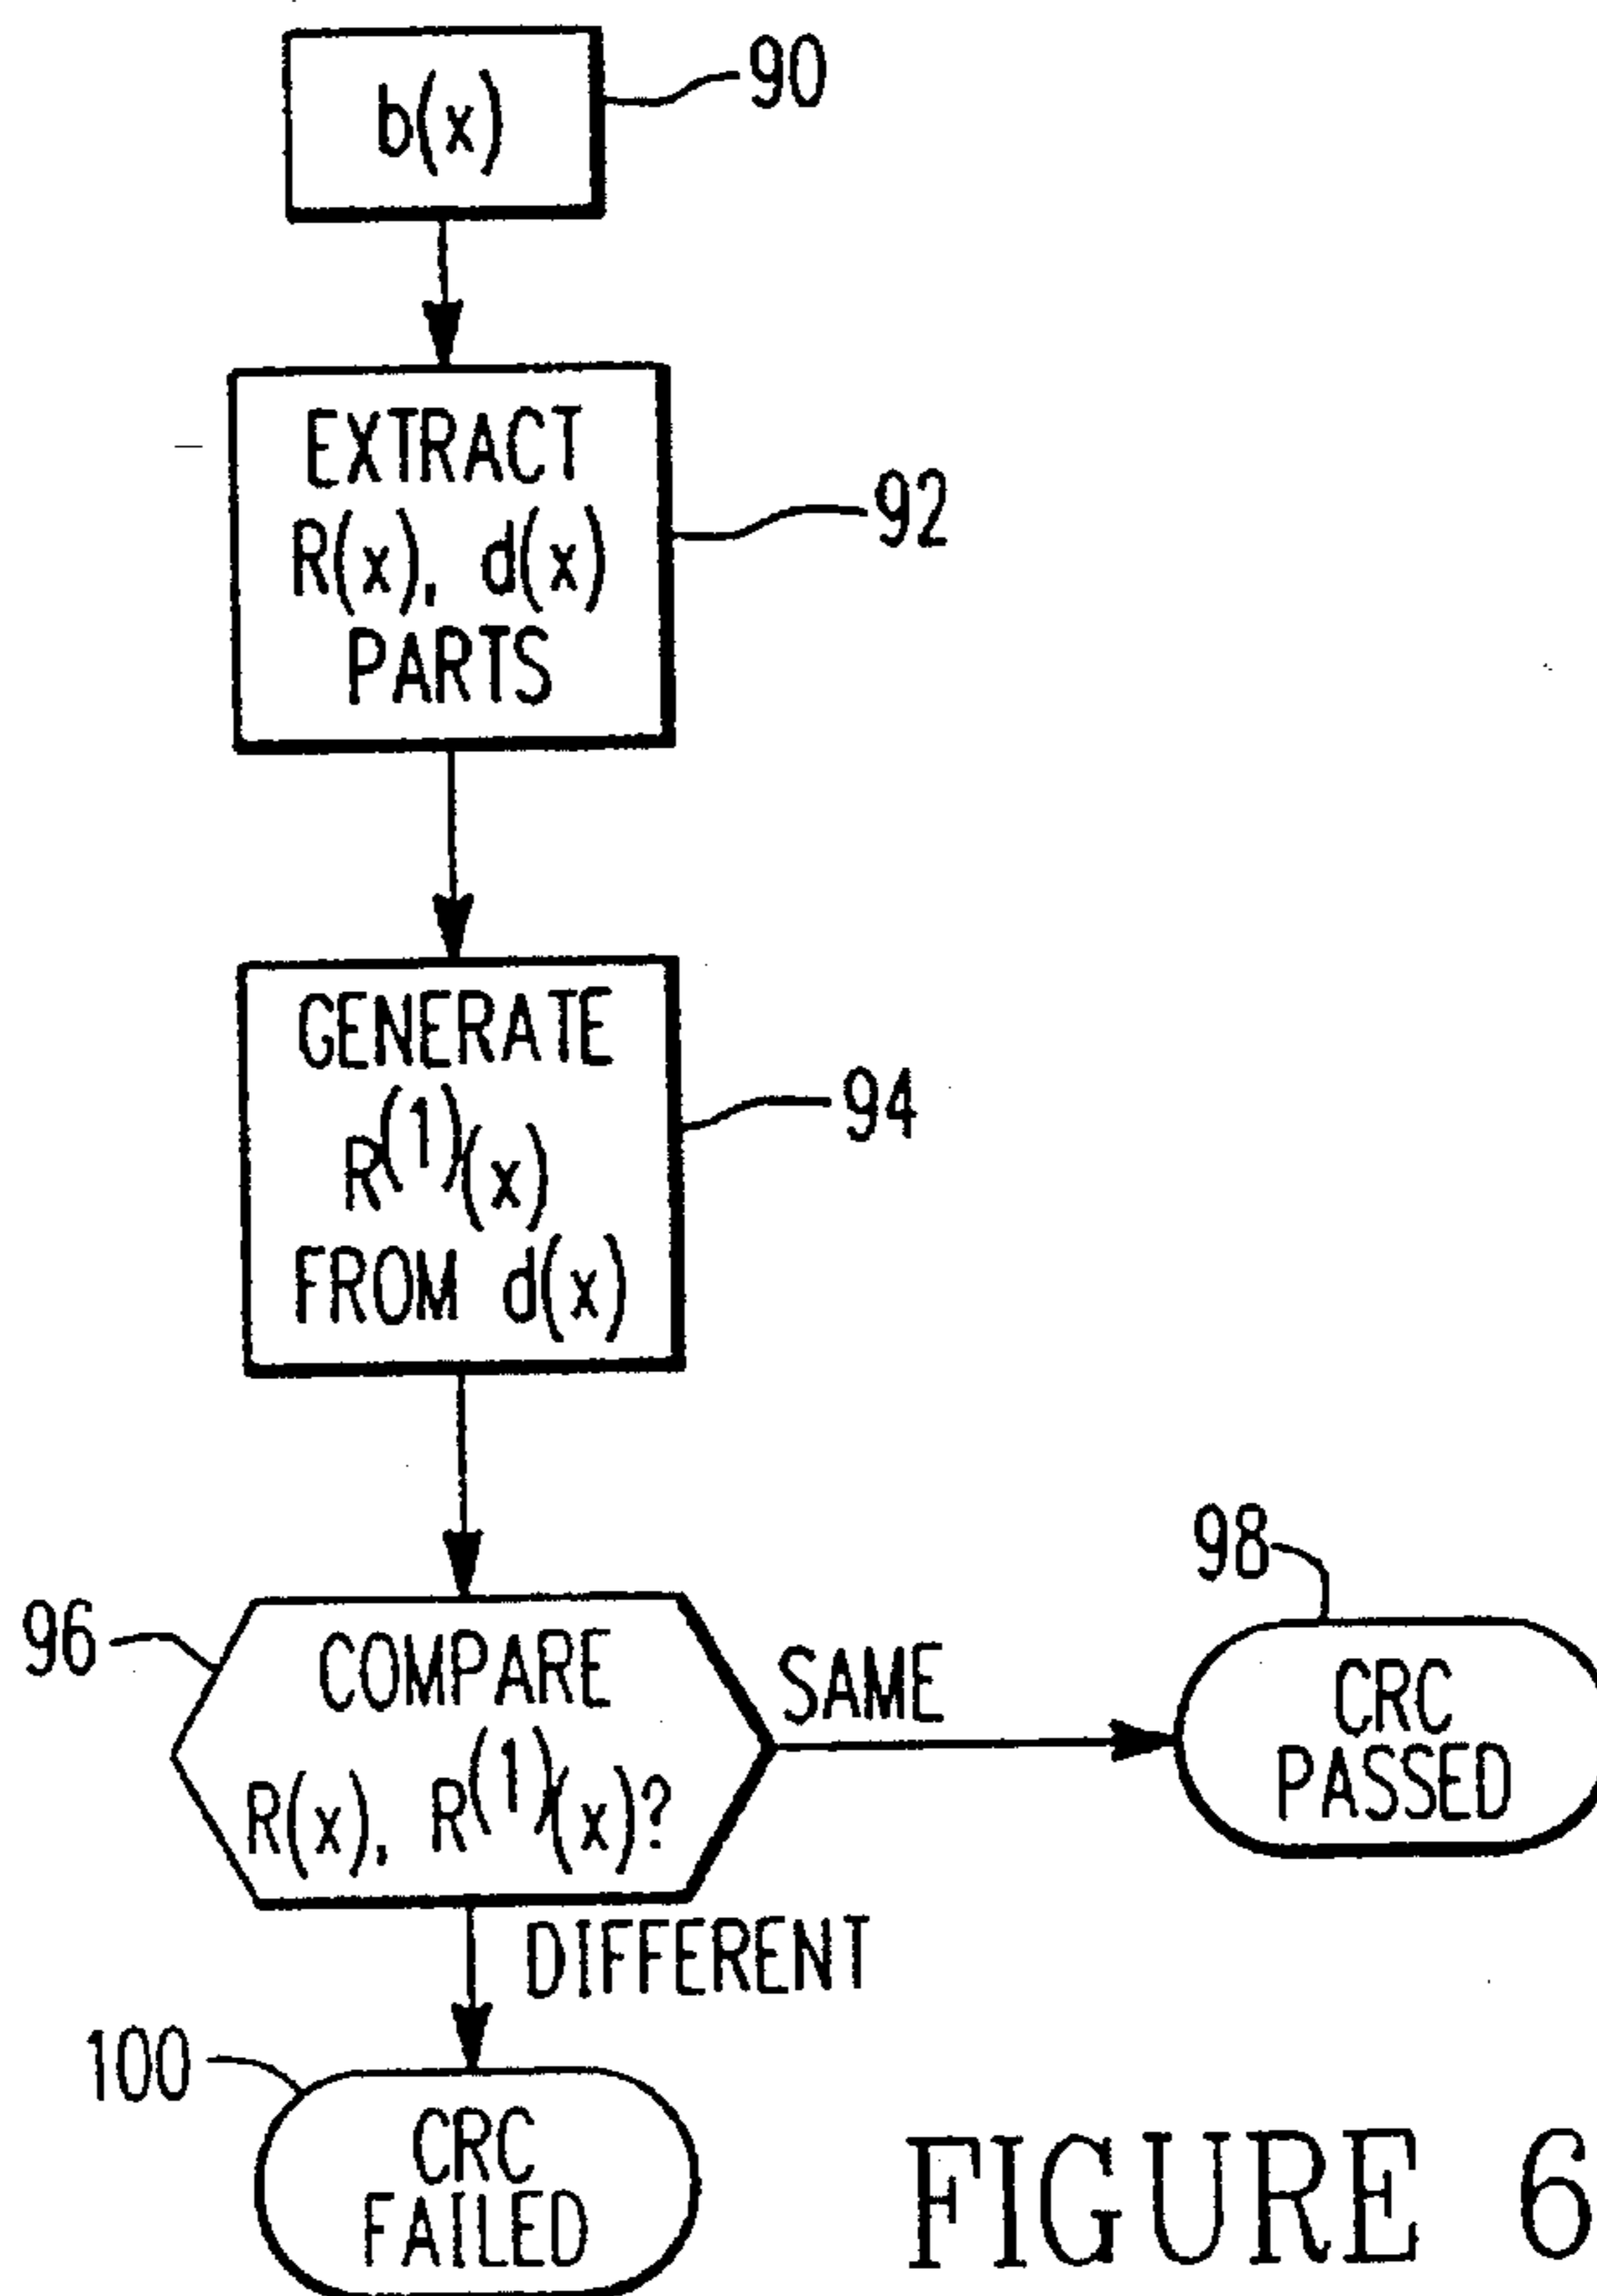 b(x)
90
EXTRACT
R(x), d(x)
PARTS
92
GENERATE
R(1)(x)
FROM d(x)
94
96
COMPARE
R(x), R(1)(x)?
SAME
98
CRC
PASSED
DIFFERENT
100
CRC
FAILED
FIGURE 6